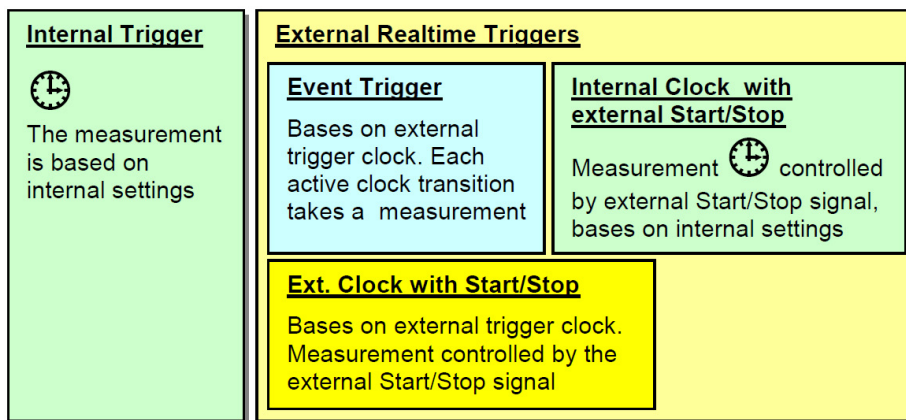 Internal Trigger
The measurement
is based on
internal settings
External Realtime Triggers
Event Trigger
Bases on external
trigger clock. Each
active clock transition
takes a  measurement
Internal Clock  with
external Start/Stop
Measurement controlled
by external Start/Stop signal,
bases on internal settings
Ext. Clock with Start/Stop
Bases on external trigger clock.
Measurement controlled by the
external Start/Stop signal